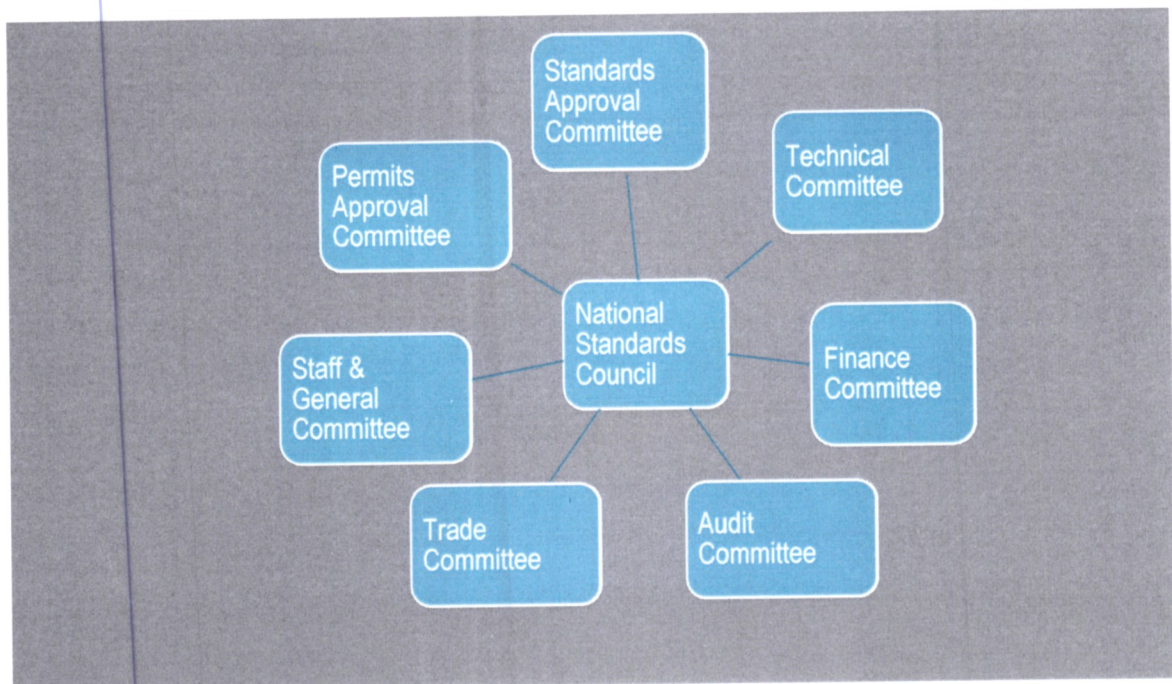 Standards
Approval
Committee
Technical
Committee
Permits
Approval
Committee
National
Standards
Council
Finance
Committee
Staff &
General
Committee
Trade
Committee
Audit
Committee